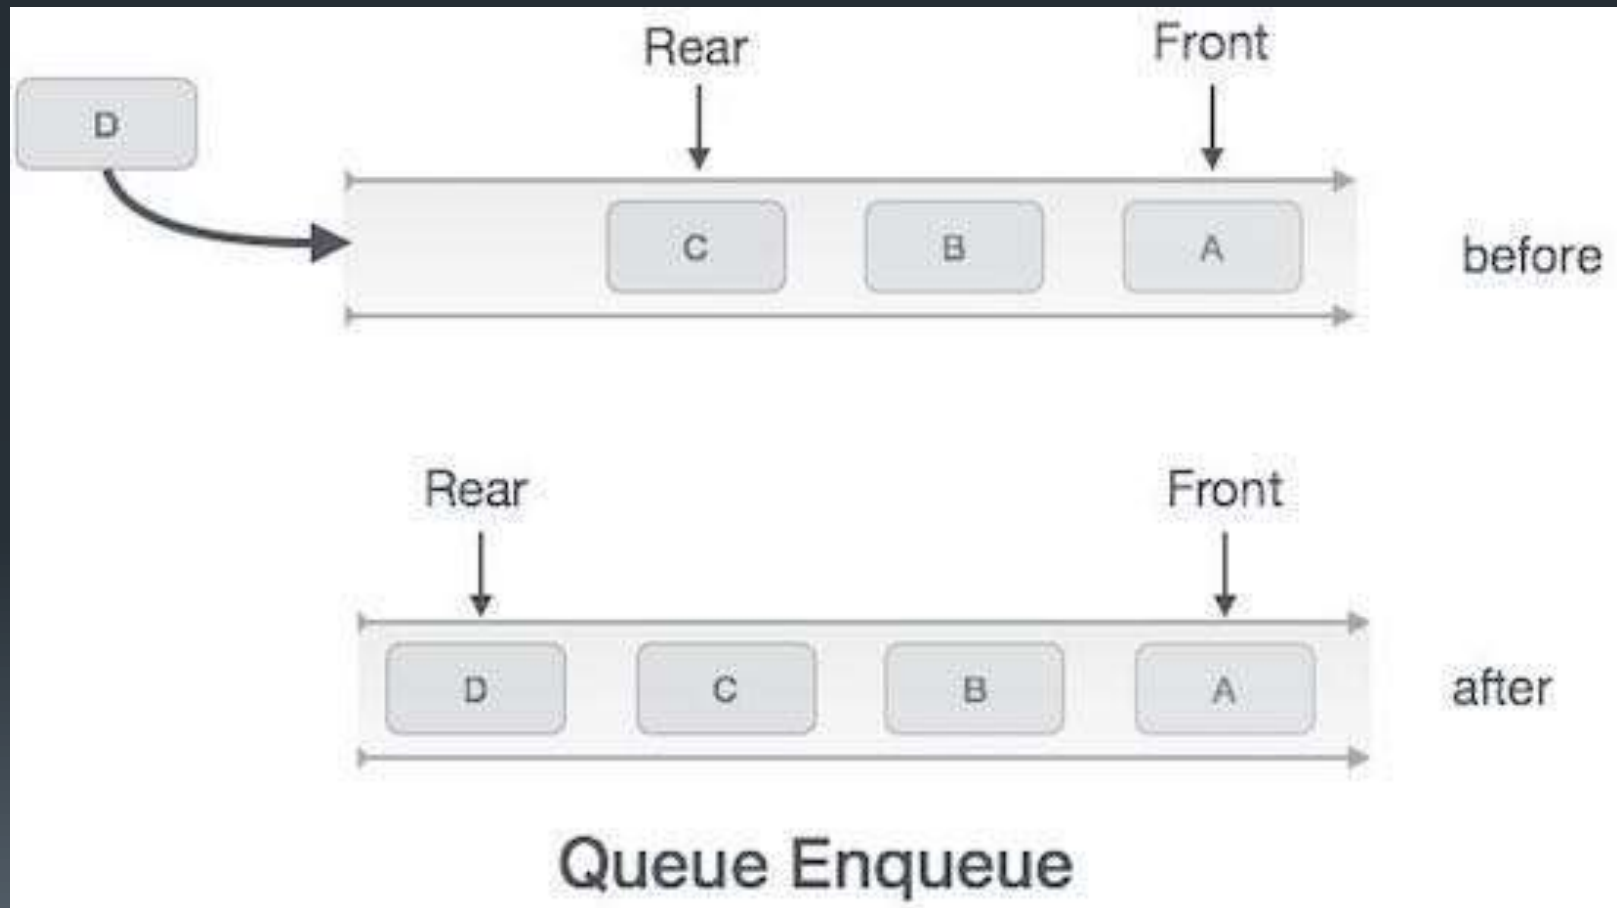 Rear Front
D
C B A
before
Rear Front
D C B A
after
Queue Enqueue